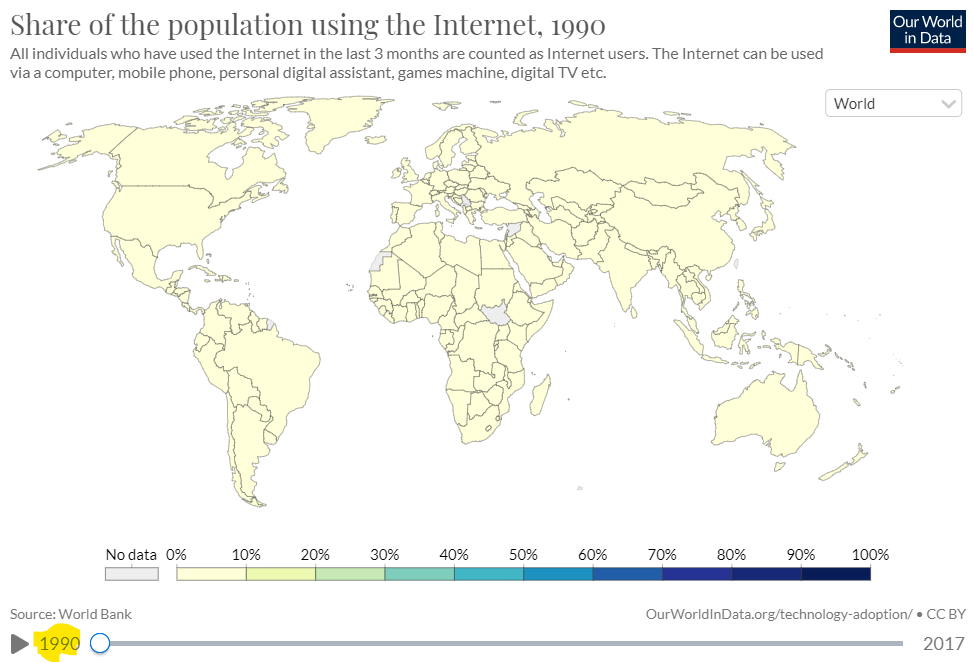 Share of the population using the Internet, 1990
Our World
in Data
All individuals who have used the Internet in the last 3 months are counted as Internet users. The Internet can be used
via a computer, mobile phone, personal digital assistant, games machine, digital TV etc.
World
No data 0% 10% 20% 30% 40% 50% 60% 70% 80% 90% 100%
Source: World Bank
OurWorldInData.org/technology-adoption/ • CC BY
1990
2017